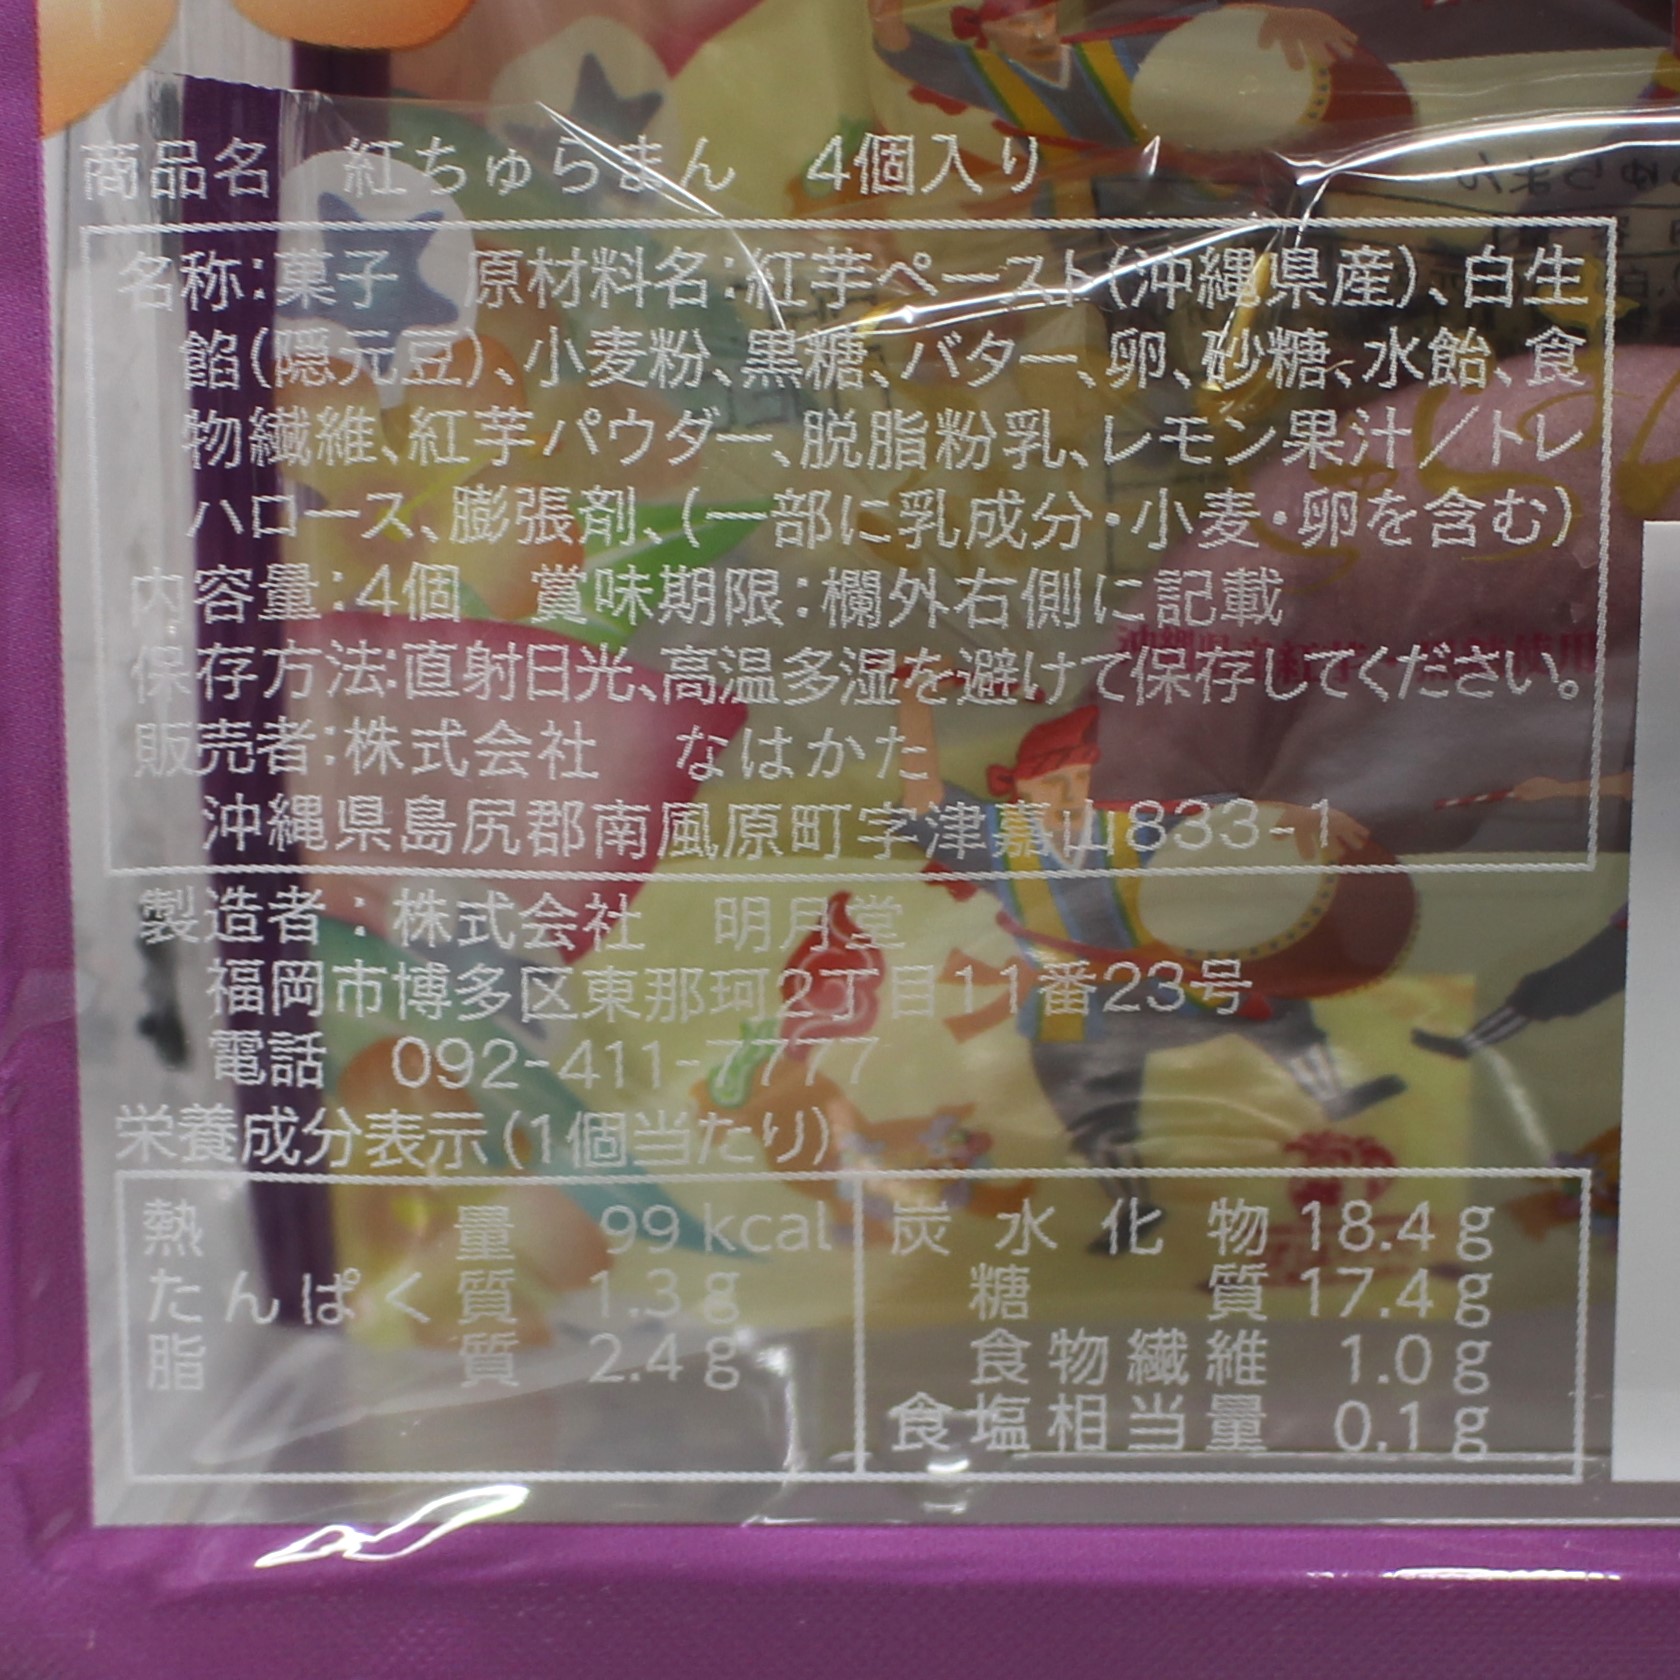 商品名　紅ちゅらまん　4個入り
名称：菓子　原材料名：紅芋ペースト（沖縄県産）、白生
餡（隠元豆）、小麦粉、黒糖、バター、卵、砂糖、水飴、食
物繊維、紅芋パウダー、脱脂粉乳、レモン果汁／トレ
ハロース、膨張剤、（一部に乳成分・小麦・卵を含む）
内容量：4個　賞味期限：欄外右側に記載
保存方法：直射日光、高温多湿を避けて保存してください。
販売者：株式会社　なはかた
沖縄県島尻郡南風原町字津嘉山833-1
製造者：株式会社　明月堂
福岡市博多区東那珂2丁目11番23号
電話　092-411-7777
栄養成分表示（1個当たり）
熱量　99 kcal
たんぱく質　1.3 g
脂質　2.4 g
炭水化物　18.4 g
糖質　17.4 g
食物繊維　1.0 g
食塩相当量　0.1 g